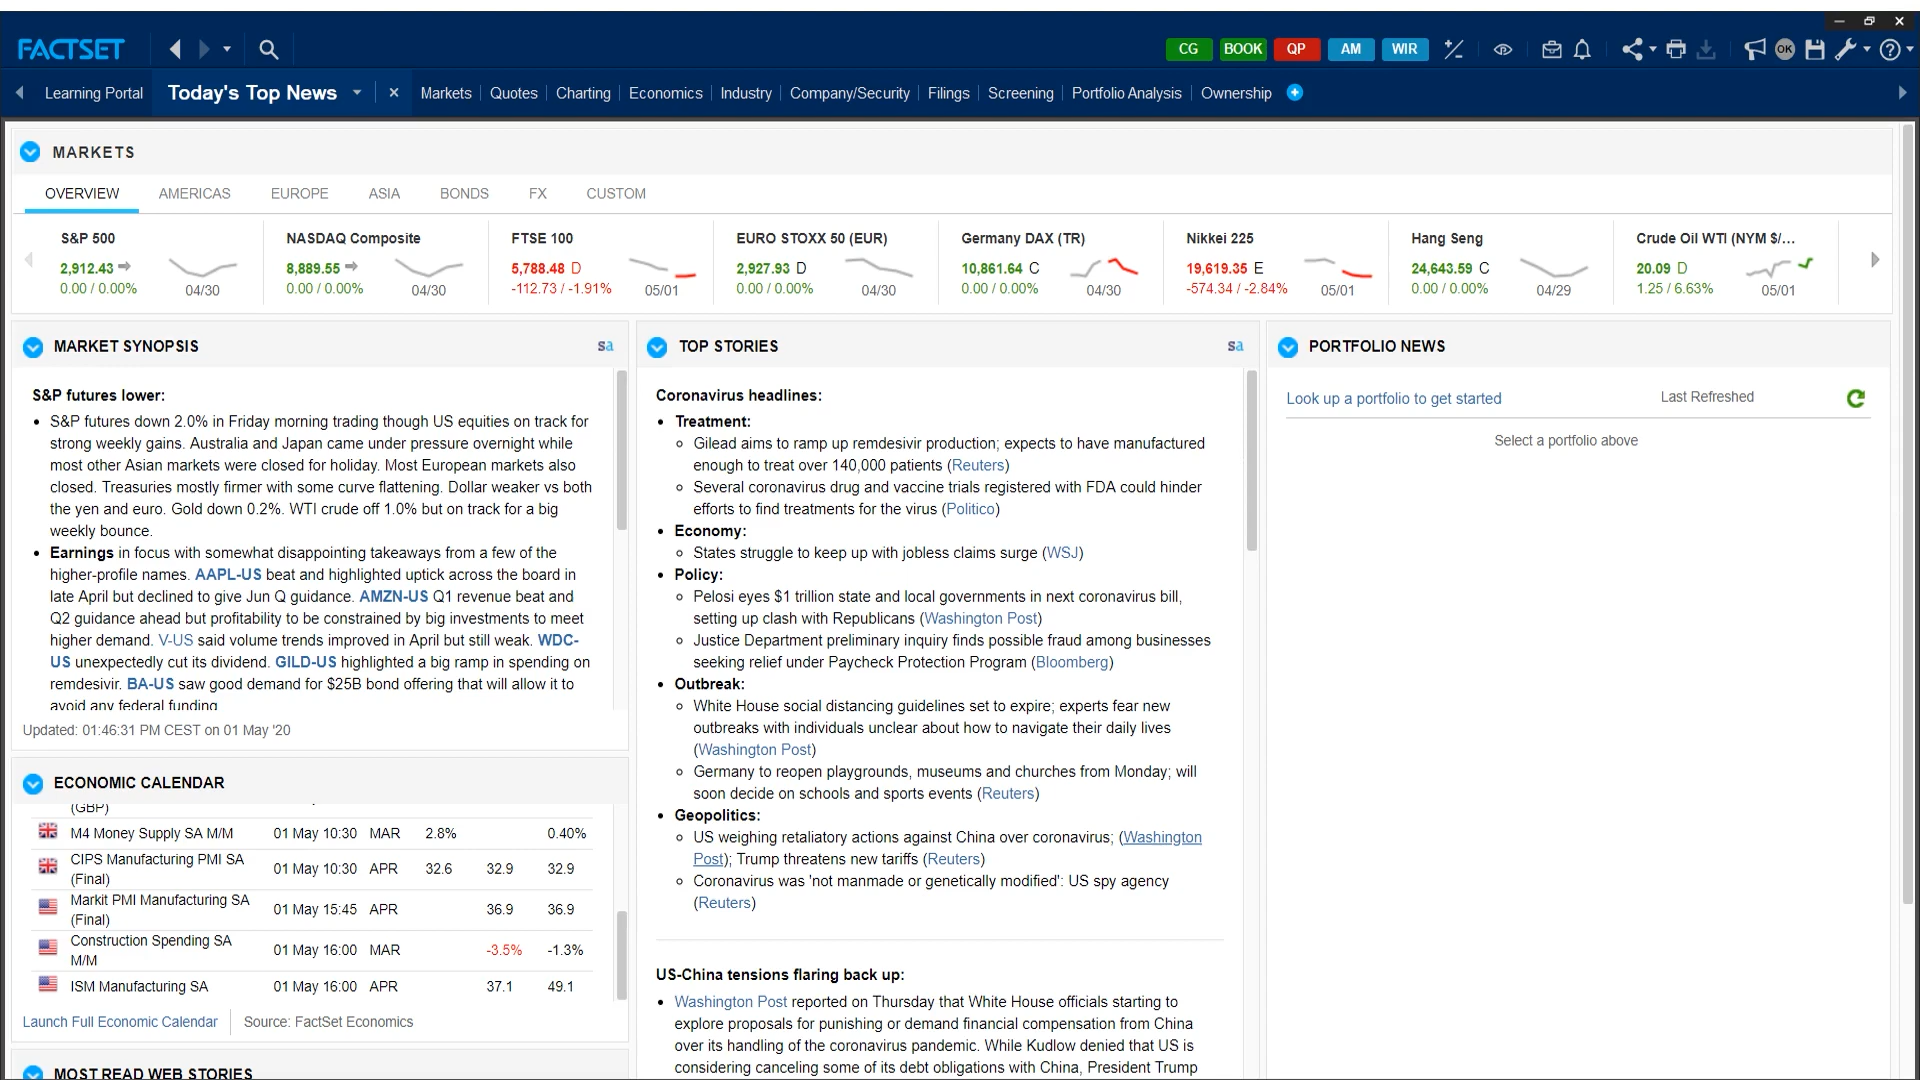 FACTSET
CG BOOK QP AM WIR OK
Learning Portal Today's Top News Markets Quotes Charting Economics Industry Company/Security Filings Screening Portfolio Analysis Ownership
MARKETS
OVERVIEW AMERICAS EUROPE ASIA BONDS FX CUSTOM
S&P 500 NASDAQ Composite FTSE 100 EURO STOXX 50 (EUR) Germany DAX (TR) Nikkei 225 Hang Seng Crude Oil WTI (NYM $/...
2,912.43 8,889.55 5,788.48 D 2,927.93 D 10,861.64 C 19,619.35 E 24,643.59 C 20.09 D
0.00 / 0.00% 04/30 0.00 / 0.00% 04/30 -112.73 / -1.91% 05/01 0.00 / 0.00% 04/30 0.00 / 0.00% 04/30 -574.34 / -2.84% 05/01 0.00 / 0.00% 04/29 1.25 / 6.63% 05/01
MARKET SYNOPSIS sa
S&P futures lower:
• S&P futures down 2.0% in Friday morning trading though US equities on track for
strong weekly gains. Australia and Japan came under pressure overnight while
most other Asian markets were closed for holiday. Most European markets also
closed. Treasuries mostly firmer with some curve flattening. Dollar weaker vs both
the yen and euro. Gold down 0.2%. WTI crude off 1.0% but on track for a big
weekly bounce.
• Earnings in focus with somewhat disappointing takeaways from a few of the
higher-profile names. AAPL-US beat and highlighted uptick across the board in
late April but declined to give Jun Q guidance. AMZN-US Q1 revenue beat and
Q2 guidance ahead but profitability to be constrained by big investments to meet
higher demand. V-US said volume trends improved in April but still weak. WDC-
US unexpectedly cut its dividend. GILD-US highlighted a big ramp in spending on
remdesivir. BA-US saw good demand for $25B bond offering that will allow it to
avoid any federal funding
Updated: 01:46:31 PM CEST on 01 May '20
ECONOMIC CALENDAR
(GBP)
M4 Money Supply SA M/M 01 May 10:30 MAR 2.8% 0.40%
CIPS Manufacturing PMI SA
(Final) 01 May 10:30 APR 32.6 32.9 32.9
Markit PMI Manufacturing SA
(Final) 01 May 15:45 APR 36.9 36.9
Construction Spending SA
M/M 01 May 16:00 MAR -3.5% -1.3%
ISM Manufacturing SA 01 May 16:00 APR 37.1 49.1
Launch Full Economic Calendar Source: FactSet Economics
MOST READ WEB STORIES
TOP STORIES sa
Coronavirus headlines:
• Treatment:
Gilead aims to ramp up remdesivir production; expects to have manufactured
enough to treat over 140,000 patients (Reuters)
Several coronavirus drug and vaccine trials registered with FDA could hinder
efforts to find treatments for the virus (Politico)
• Economy:
States struggle to keep up with jobless claims surge (WSJ)
• Policy:
Pelosi eyes $1 trillion state and local governments in next coronavirus bill,
setting up clash with Republicans (Washington Post)
Justice Department preliminary inquiry finds possible fraud among businesses
seeking relief under Paycheck Protection Program (Bloomberg)
• Outbreak:
White House social distancing guidelines set to expire; experts fear new
outbreaks with individuals unclear about how to navigate their daily lives
(Washington Post)
Germany to reopen playgrounds, museums and churches from Monday; will
soon decide on schools and sports events (Reuters)
• Geopolitics:
US weighing retaliatory actions against China over coronavirus; (Washington
Post); Trump threatens new tariffs (Reuters)
Coronavirus was 'not manmade or genetically modified': US spy agency
(Reuters)
US-China tensions flaring back up:
• Washington Post reported on Thursday that White House officials starting to
explore proposals for punishing or demand financial compensation from China
over its handling of the coronavirus pandemic. While Kudlow denied that US is
considering canceling some of its debt obligations with China, President Trump
PORTFOLIO NEWS
Look up a portfolio to get started Last Refreshed
Select a portfolio above